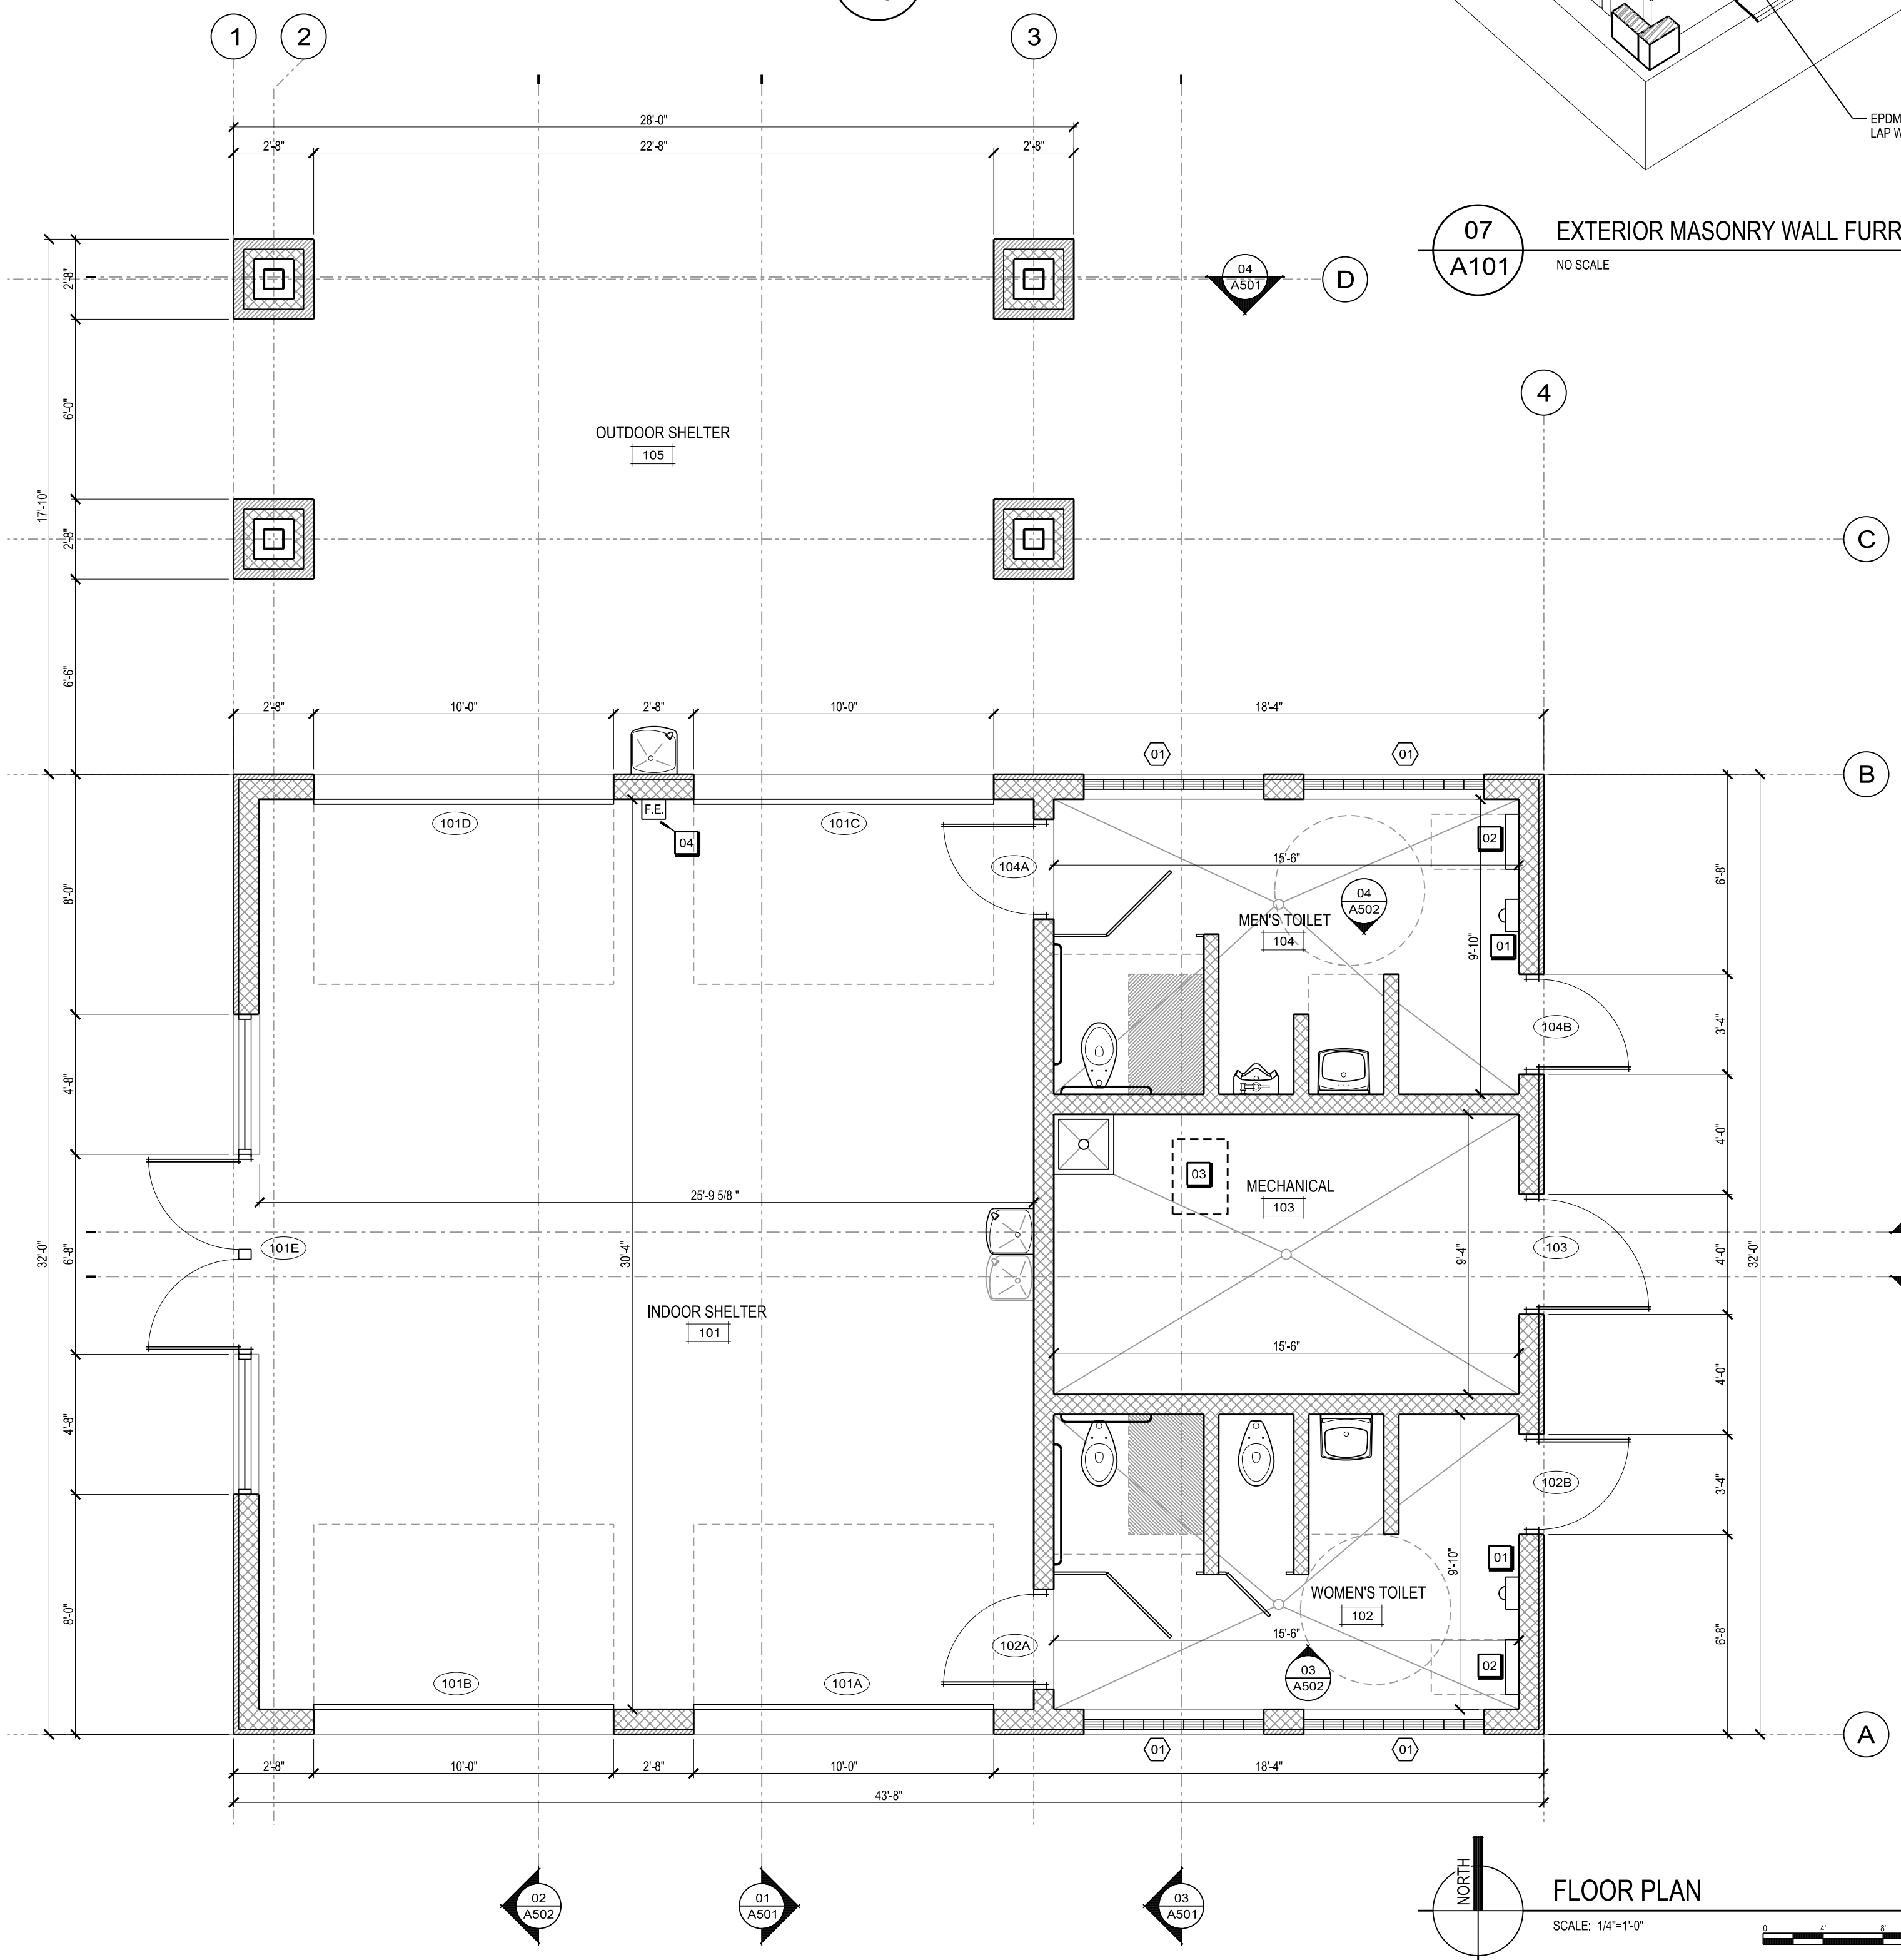 1
2
3
28'-0"
2'-8"
22'-8"
2'-8"
EPDM
LAP W
07
A101
EXTERIOR MASONRY WALL FURR
NO SCALE
2'-8"
04
A501
D
4
6'-0"
OUTDOOR SHELTER
105
17'-10"
2'-8"
C
6'-6"
2'-8"
10'-0"
2'-8"
10'-0"
18'-4"
01
01
B
F.E.
101D
04
101C
104A
15'-6"
02
8'-0"
6'-8"
04
A502
MEN'S TOILET
104
9'-10"
01
104B
3'-4"
4'-8"
4'-0"
03
MECHANICAL
103
25'-9 5/8 "
101E
32'-0"
6'-8"
30'-4"
9'-4"
103
4'-0"
32'-0"
INDOOR SHELTER
101
15'-6"
4'-0"
4'-8"
102B
3'-4"
01
9'-10"
WOMEN'S TOILET
102
8'-0"
102A
15'-6"
6'-8"
03
A502
02
101B
101A
01
01
A
2'-8"
10'-0"
2'-8"
10'-0"
18'-4"
43'-8"
02
A502
01
A501
03
A501
NORTH
FLOOR PLAN
SCALE: 1/4"=1'-0"
0 4' 8'